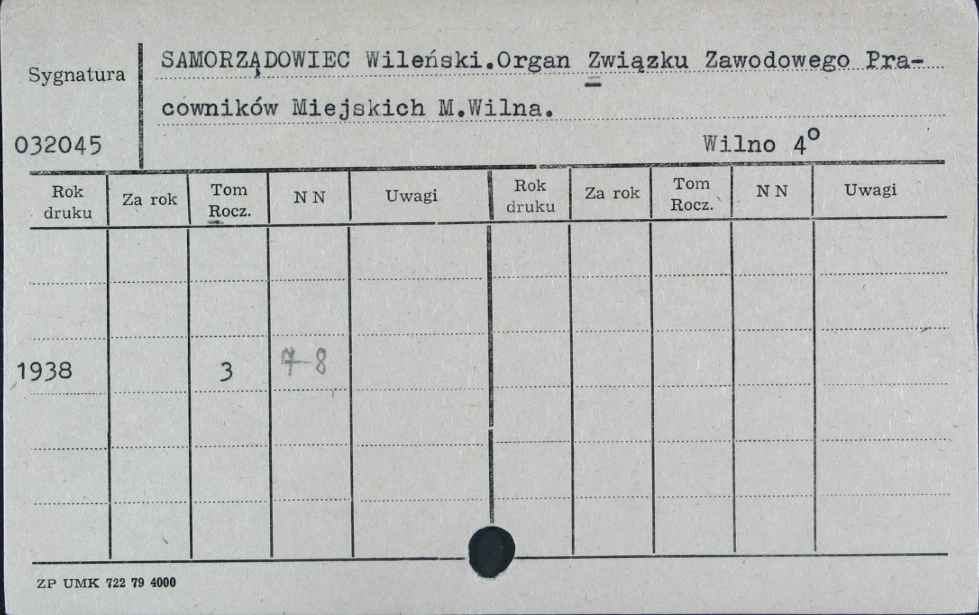 SAMORZĄDOWIEC Wileński.Organ Związku Zawodowego Pra-
Sygnatura
cowników Miejskich M.Wilna.
032045
Wilno 4⁰
Rok druku Za rok Tom Rocz. N N Uwagi Rok druku Za rok Tom Rocz. N N Uwagi
1938 3 7-8
ZP UMK 722 79 4000